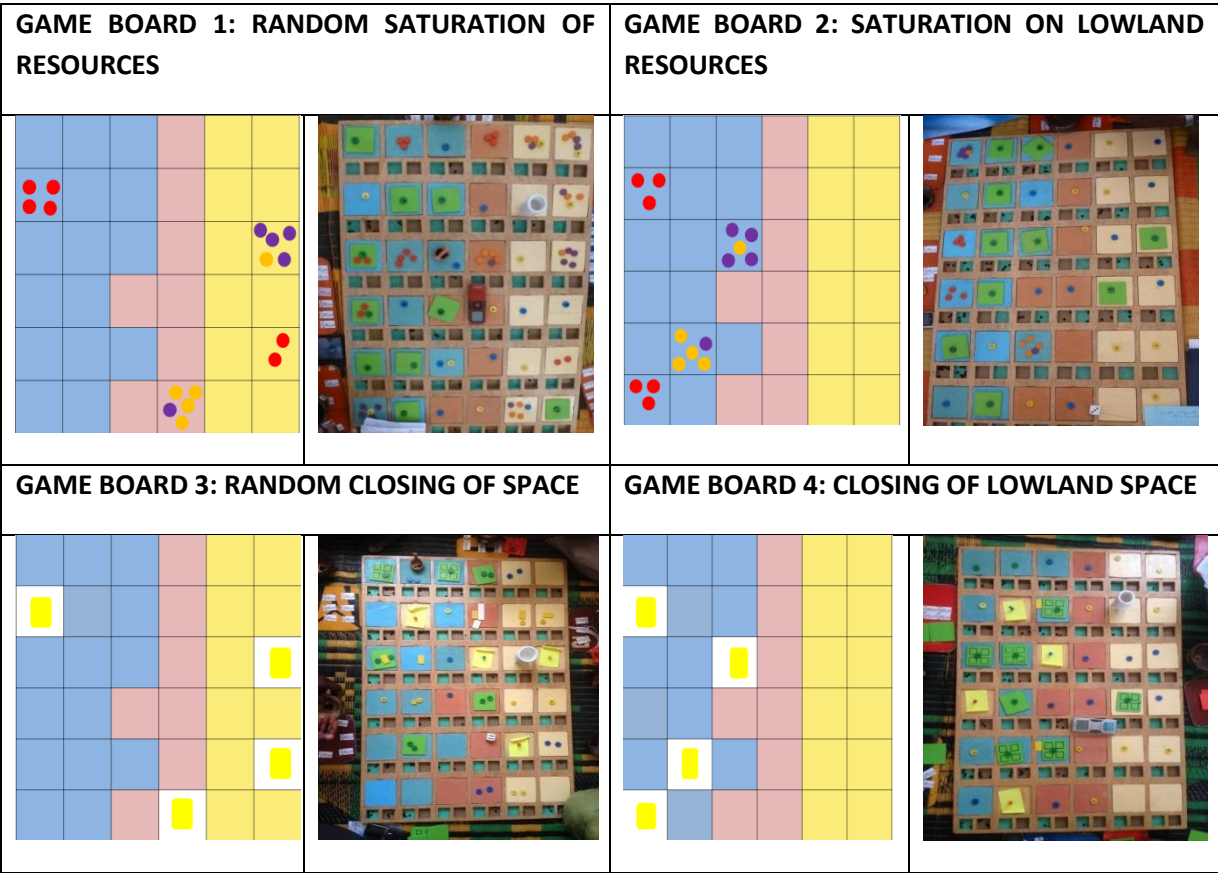 GAME BOARD 1: RANDOM SATURATION OF
RESOURCES
GAME BOARD 2: SATURATION ON LOWLAND
RESOURCES
GAME BOARD 3: RANDOM CLOSING OF SPACE
GAME BOARD 4: CLOSING OF LOWLAND SPACE